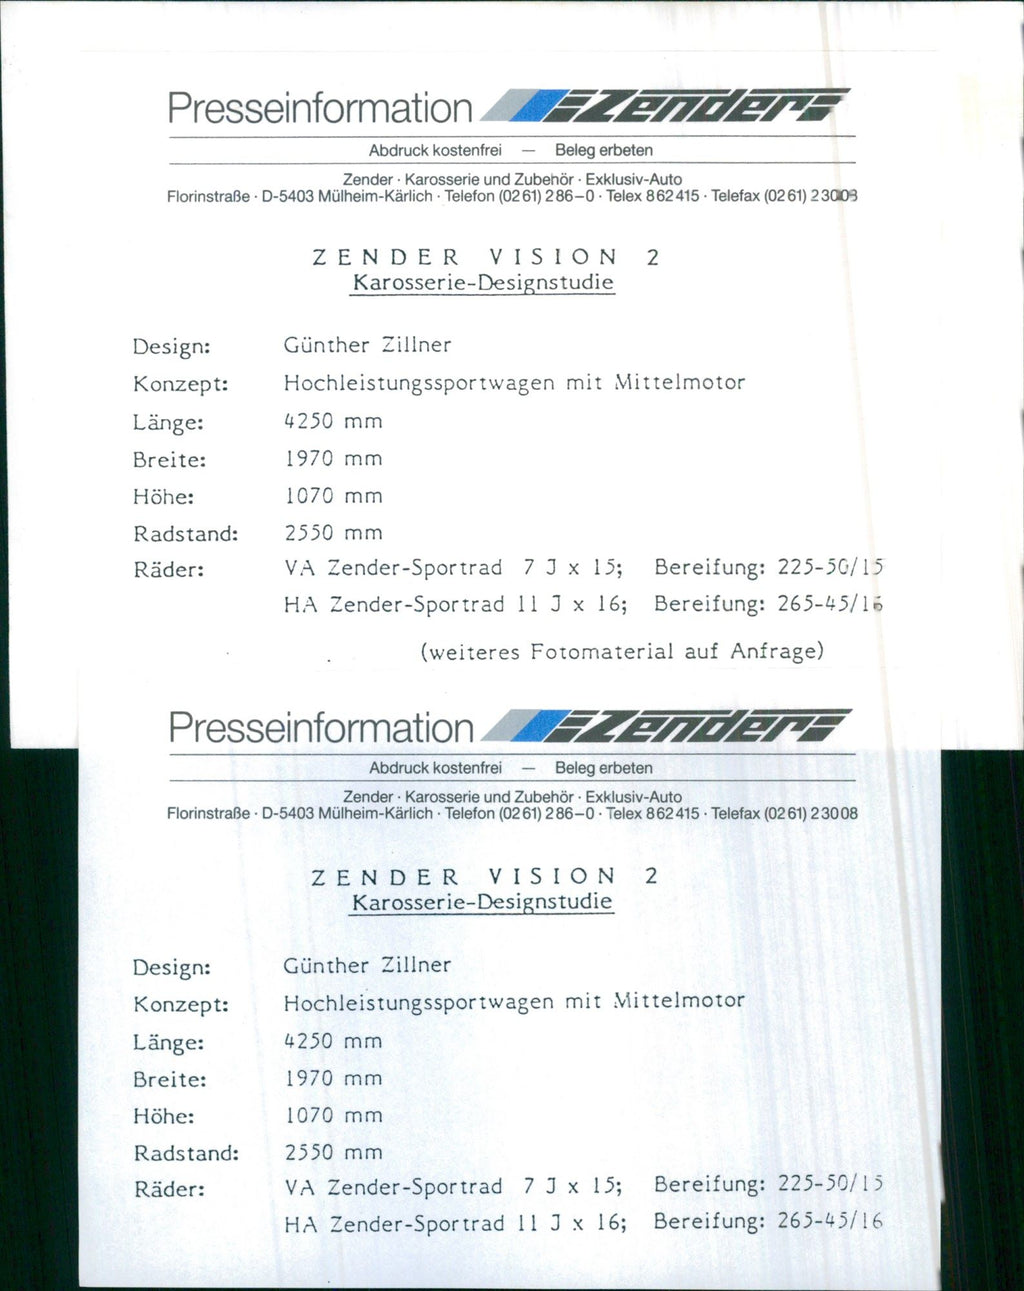 Presseinformation Zender
Abdruck kostenfrei — Beleg erbeten
Zender · Karosserie und Zubehör · Exklusiv-Auto
Florinstraße · D-5403 Mülheim-Kärlich · Telefon (0261) 286–0 · Telex 862415 · Telefax (0261) 23008
ZENDER VISION 2
Karosserie-Designstudie
Design: Günther Zillner
Konzept: Hochleistungssportwagen mit Mittelmotor
Länge: 4250 mm
Breite: 1970 mm
Höhe: 1070 mm
Radstand: 2550 mm
Räder: VA Zender-Sportrad 7 J x 15; Bereifung: 225-50/15
HA Zender-Sportrad 11 J x 16; Bereifung: 265-45/16
(weiteres Fotomaterial auf Anfrage)
Presseinformation Zender
Abdruck kostenfrei — Beleg erbeten
Zender · Karosserie und Zubehör · Exklusiv-Auto
Florinstraße · D-5403 Mülheim-Kärlich · Telefon (0261) 286–0 · Telex 862415 · Telefax (0261) 23008
ZENDER VISION 2
Karosserie-Designstudie
Design: Günther Zillner
Konzept: Hochleistungssportwagen mit Mittelmotor
Länge: 4250 mm
Breite: 1970 mm
Höhe: 1070 mm
Radstand: 2550 mm
Räder: VA Zender-Sportrad 7 J x 15; Bereifung: 225-50/15
HA Zender-Sportrad 11 J x 16; Bereifung: 265-45/16